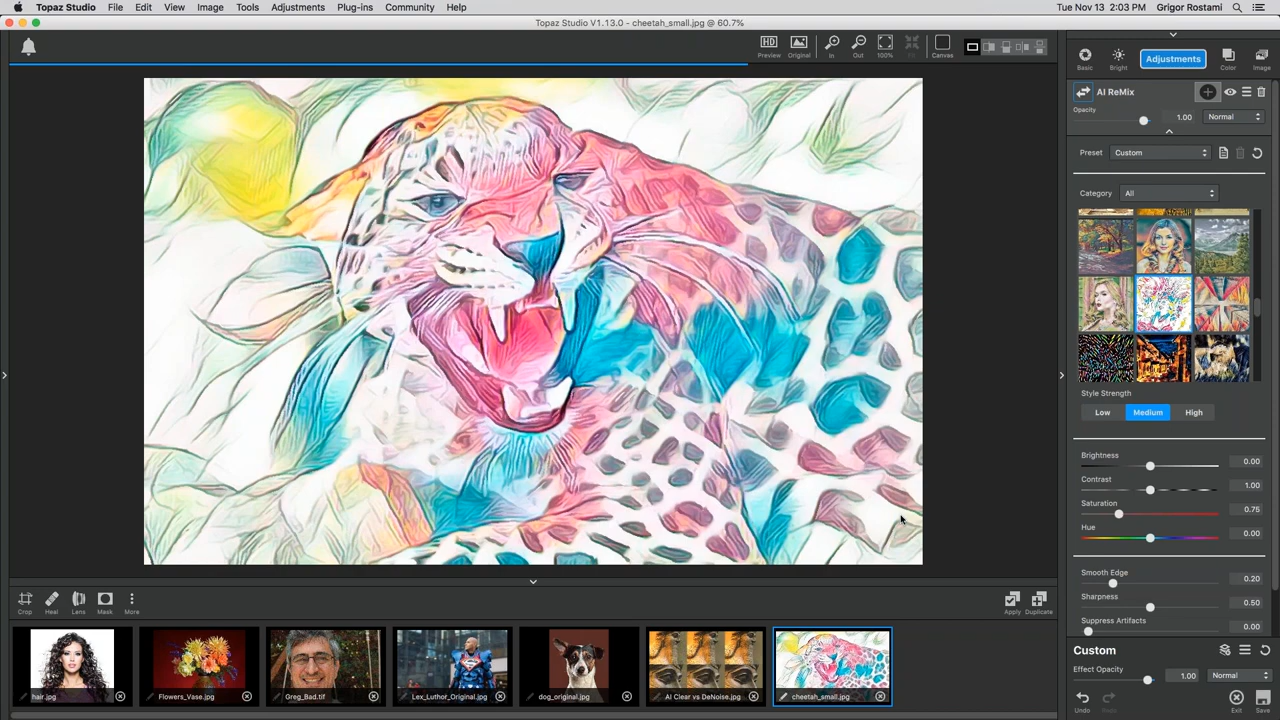 Topaz Studio File Edit View Image Tools Adjustments Plug-ins Community Help Tue Nov 13 2:03 PM Grigor Rostami
Topaz Studio V1.13.0 - cheetah_small.jpg @ 60.7%
Preview Original In Out 100% Canvas
Basic Bright Adjustments Color Image
AI ReMix
Opacity 1.00 Normal
Preset Custom
Category All
Style Strength
Low Medium High
Brightness 0.00
Contrast 1.00
Saturation 0.75
Hue 0.00
Smooth Edge 0.20
Sharpness 0.50
Suppress Artifacts 0.00
Crop Heal Lens Mask More Apply Duplicate
Custom
Effect Opacity 1.00 Normal
hair.jpg Flowers_Vase.jpg Greg_Bad.tif Lex_Luthor_Original.jpg dog_original.jpg AI Clear vs DeNoise.jpg cheetah_small.jpg
Undo Redo Exit Save